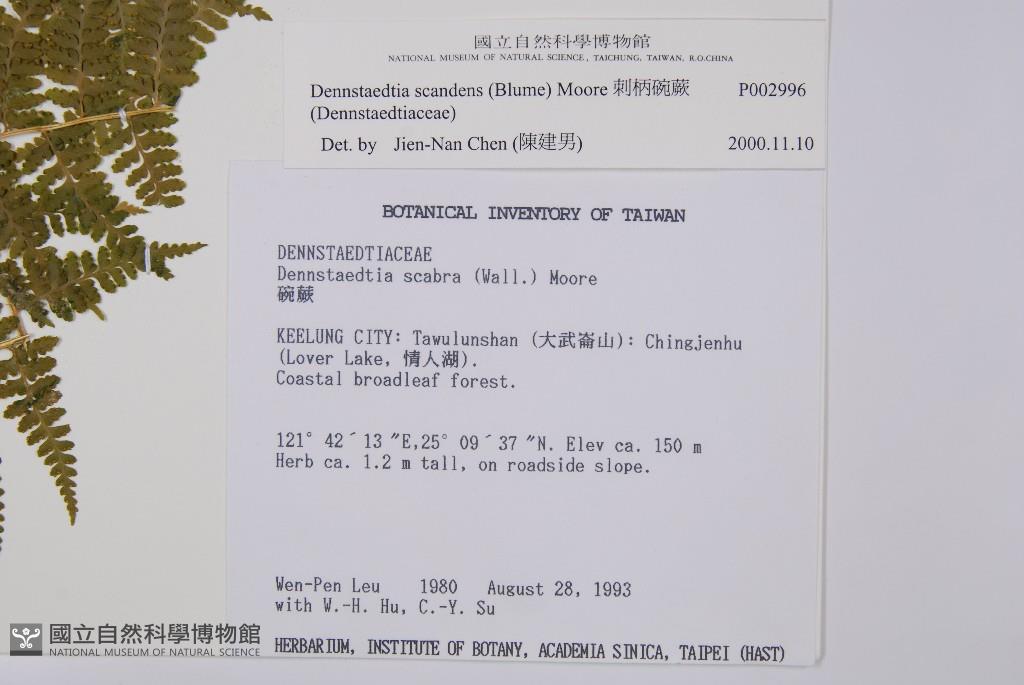 國立自然科學博物館
NATIONAL MUSEUM OF NATURAL SCIENCE, TAICHUNG, TAIWAN, R.O.CHINA
Dennstaedtia scandens (Blume) Moore 刺柄碗蕨 P002996
(Dennstaedtiaceae)
Det. by Jien-Nan Chen (陳建男) 2000.11.10
BOTANICAL INVENTORY OF TAIWAN
DENNSTAEDTIACEAE
Dennstaedtia scabra (Wall.) Moore
碗蕨
KEELUNG CITY: Tawulunshan (大武崙山): Chingjenhu
(Lover Lake, 情人湖).
Coastal broadleaf forest.
121° 42´13 "E,25° 09´37 "N. Elev ca. 150 m
Herb ca. 1.2 m tall, on roadside slope.
Wen-Pen Leu 1980 August 28, 1993
with W.-H. Hu, C.-Y. Su
HERBARIUM, INSTITUTE OF BOTANY, ACADEMIA SINICA, TAIPEI (HAST)
國立自然科學博物館
NATIONAL MUSEUM OF NATURAL SCIENCE